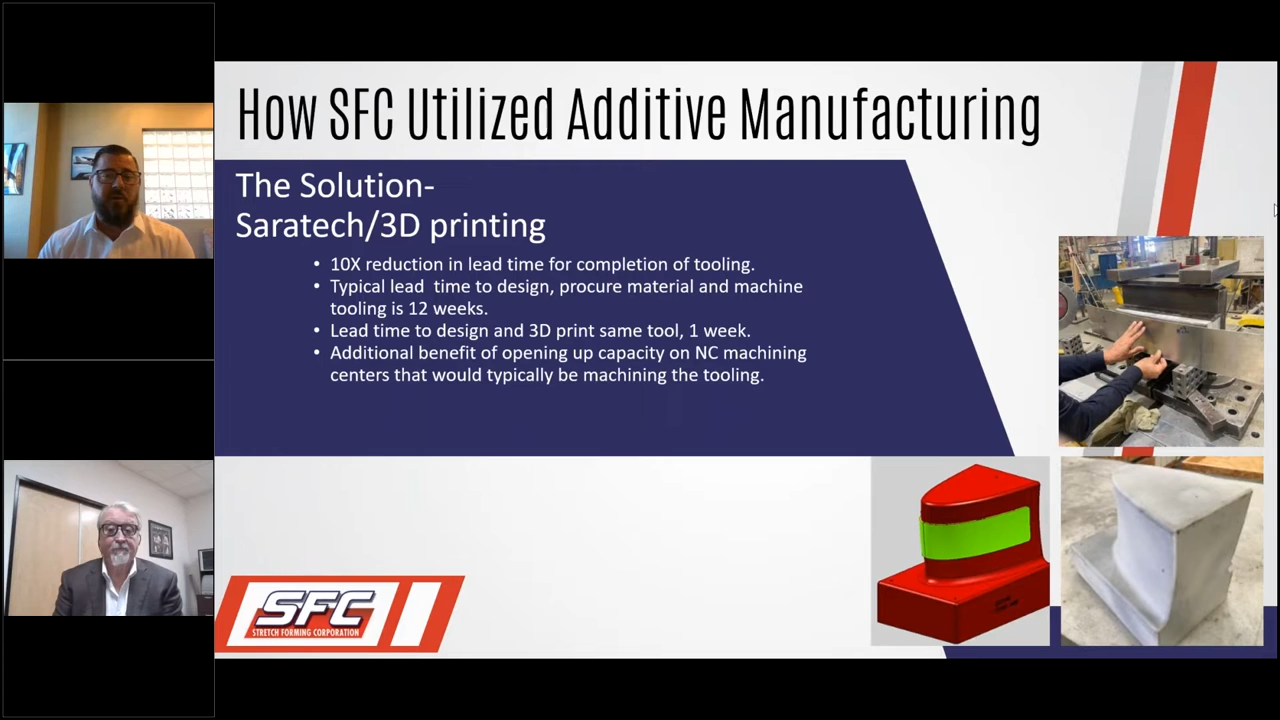 How SFC Utilized Additive Manufacturing
The Solution-
Saratech/3D printing
• 10X reduction in lead time for completion of tooling.
• Typical lead  time to design, procure material and machine
tooling is 12 weeks.
• Lead time to design and 3D print same tool, 1 week.
• Additional benefit of opening up capacity on NC machining
centers that would typically be machining the tooling.
SFC
STRETCH FORMING CORPORATION